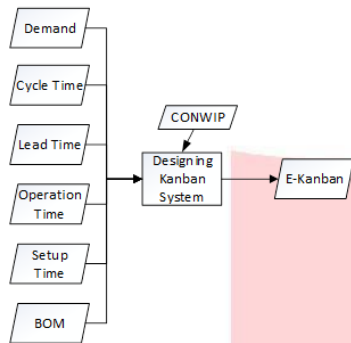 Demand
Cycle Time
Lead Time
Operation
Time
Setup
Time
BOM
CONWIP
Designing
Kanban
System
E-Kanban